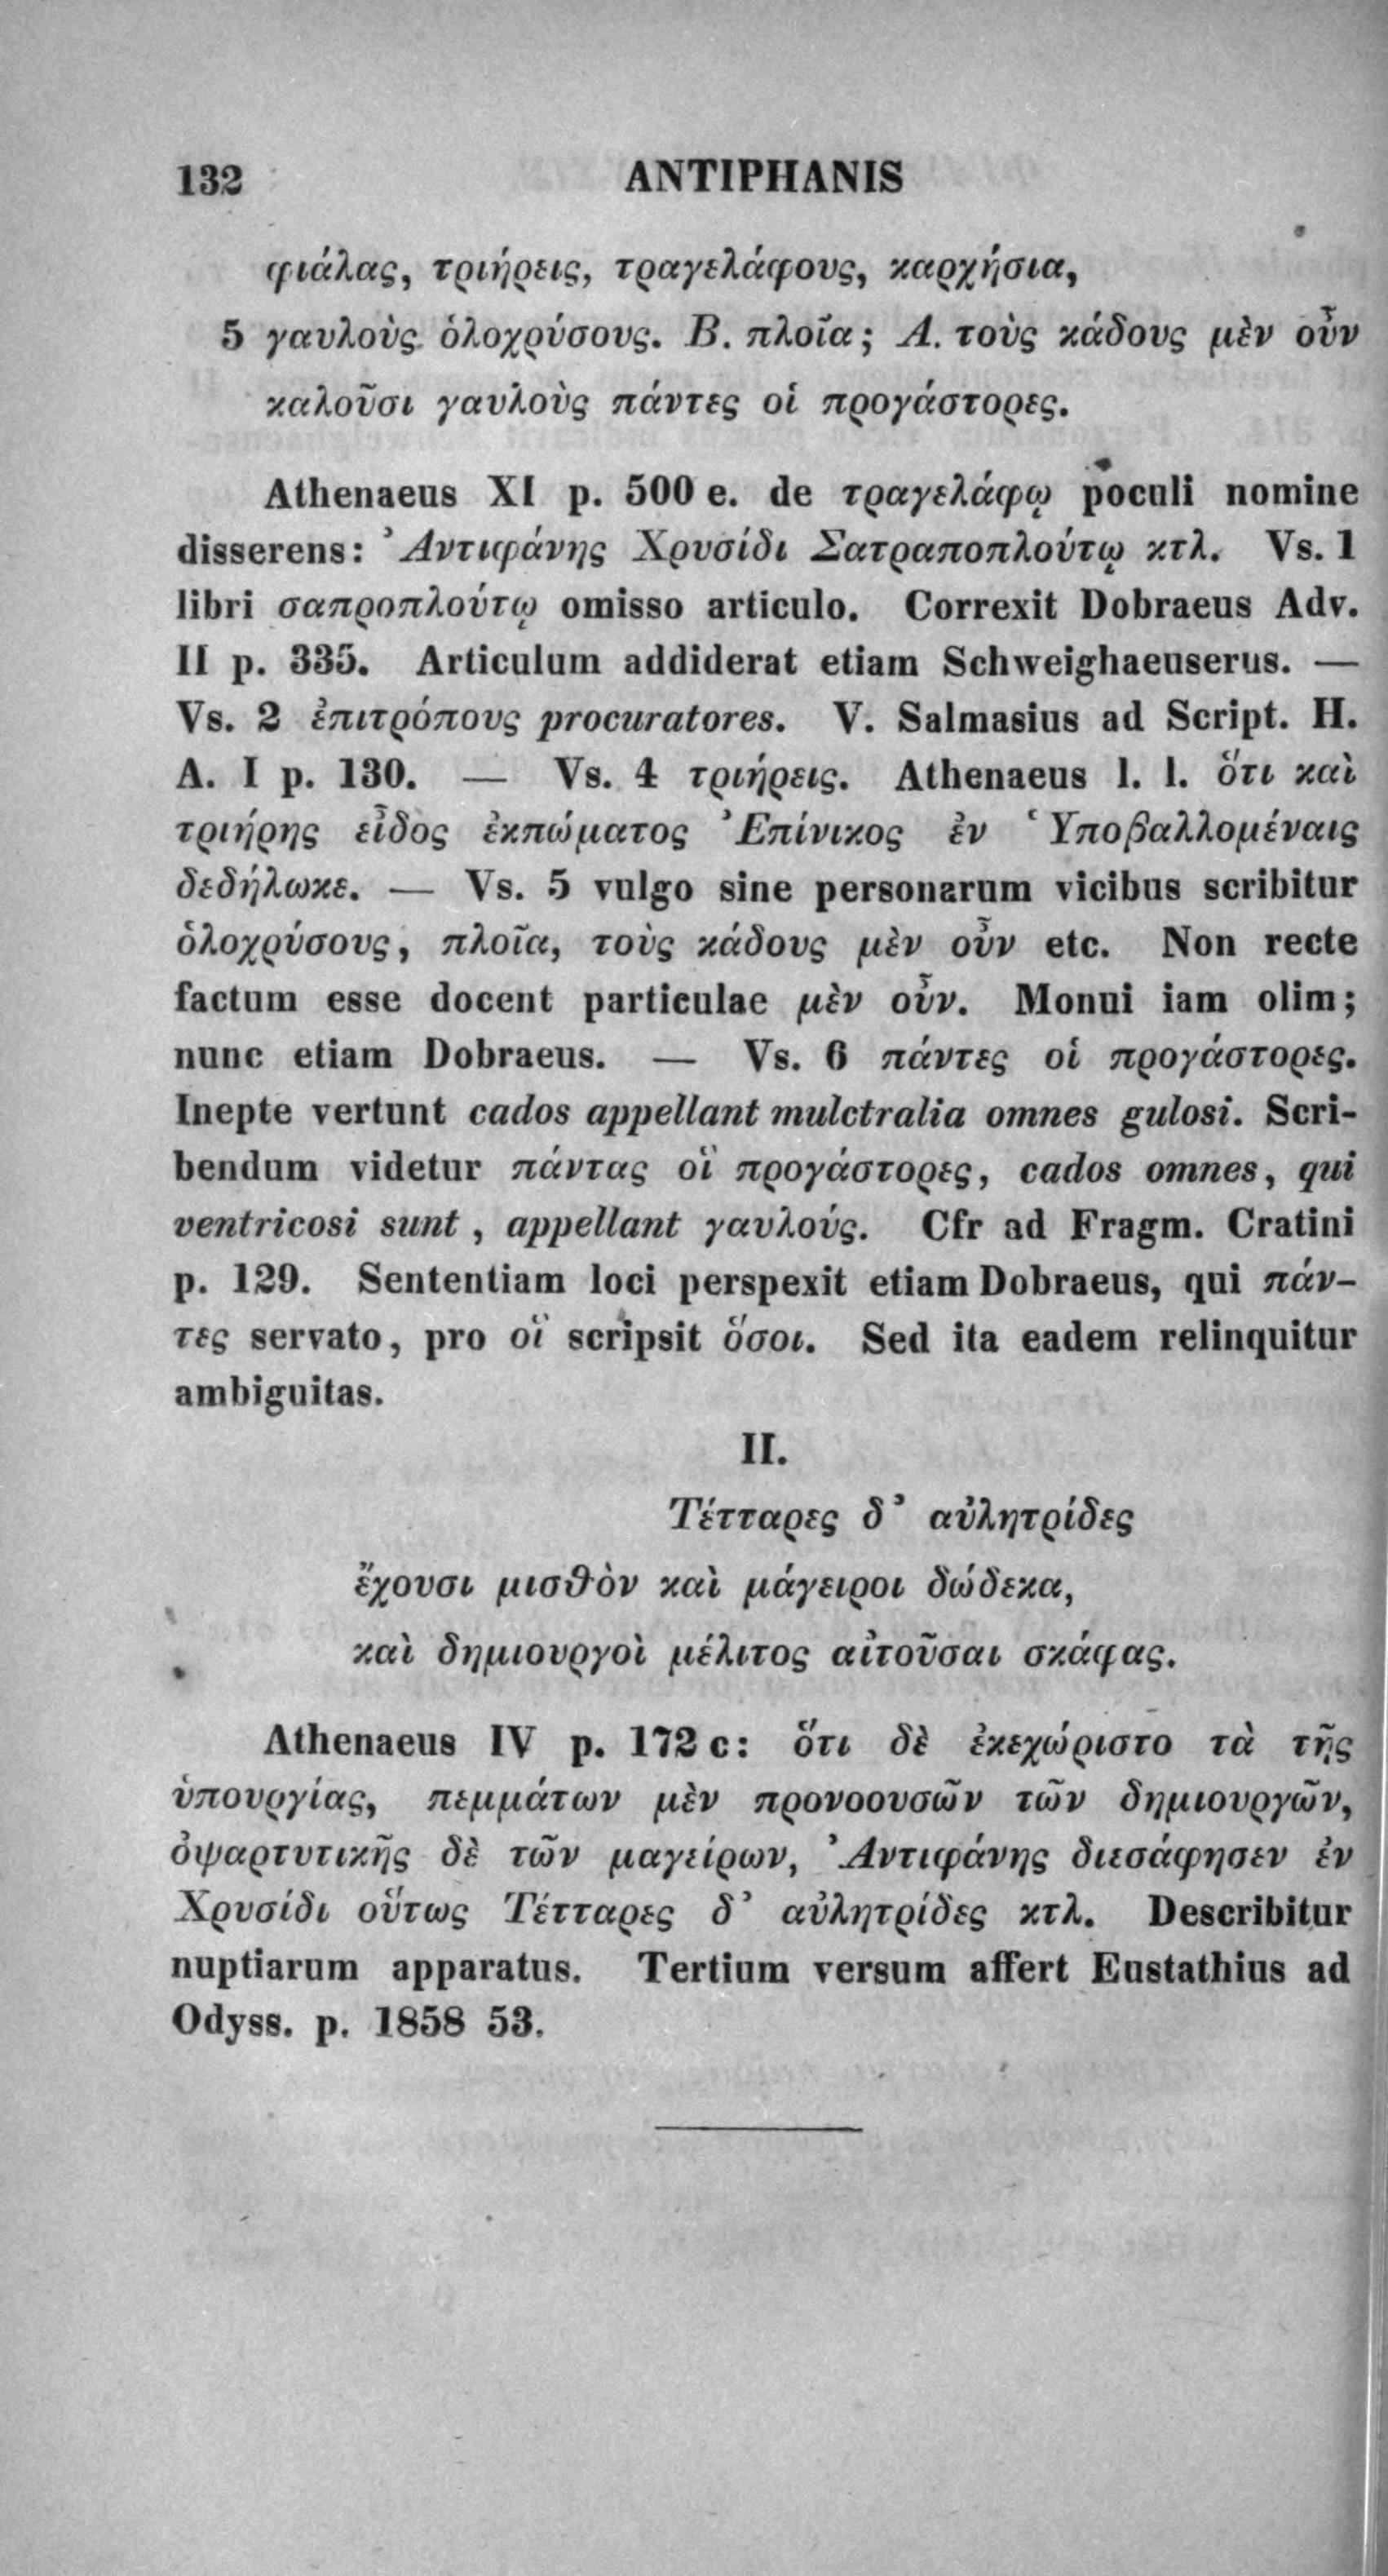 132 ANTIPHANIS
φιάλας, τριήρεις, τραγελάφους, καρχήσια,
5 γαυλοὺς ὁλοχρύσους. Β. πλοῖα; Α. τοὺς κάδους μὲν οὖν
καλοῦσι γαυλοὺς πάντες οἱ προγάστορες.
Athenaeus XI p. 500 e. de τραγελάφῳ poculi nomine
disserens: Ἀντιφάνης Χρυσίδι Σατραποπλούτῳ κτλ. Vs. 1
libri σαπροπλούτῳ omisso articulo. Correxit Dobraeus Adv.
II p. 335. Articulum addiderat etiam Schweighaeuserus. —
Vs. 2 ἐπιτρόπους procuratores. V. Salmasius ad Script. H.
A. I p. 130. — Vs. 4 τριήρεις. Athenaeus l. l. ὅτι καὶ
τριήρης εἶδος ἐκπώματος Ἐπίνικος ἐν Ὑποβαλλομέναις
δεδήλωκε. — Vs. 5 vulgo sine personarum vicibus scribitur
ὁλοχρύσους, πλοῖα, τοὺς κάδους μὲν οὖν etc. Non recte
factum esse docent particulae μὲν οὖν. Monui iam olim;
nunc etiam Dobraeus. — Vs. 6 πάντες οἱ προγάστορες.
Inepte vertunt cados appellant mulctralia omnes gulosi. Scri-
bendum videtur πάντας οἳ προγάστορες, cados omnes, qui
ventricosi sunt, appellant γαυλούς. Cfr ad Fragm. Cratini
p. 129. Sententiam loci perspexit etiam Dobraeus, qui πάν-
τες servato, pro οἳ scripsit ὅσοι. Sed ita eadem relinquitur
ambiguitas.
II.
Τέτταρες δ' αὐλητρίδες
ἔχουσι μισθὸν καὶ μάγειροι δώδεκα,
καὶ δημιουργοὶ μέλιτος αἰτοῦσαι σκάφας.
Athenaeus IV p. 172 c: ὅτι δὲ ἐκεχώριστο τὰ τῆς
ὑπουργίας, πεμμάτων μὲν προνοουσῶν τῶν δημιουργῶν,
ὀψαρτυτικῆς δὲ τῶν μαγείρων, Ἀντιφάνης διεσάφησεν ἐν
Χρυσίδι οὕτως Τέτταρες δ' αὐλητρίδες κτλ. Describitur
nuptiarum apparatus. Tertium versum affert Eustathius ad
Odyss. p. 1858 53.